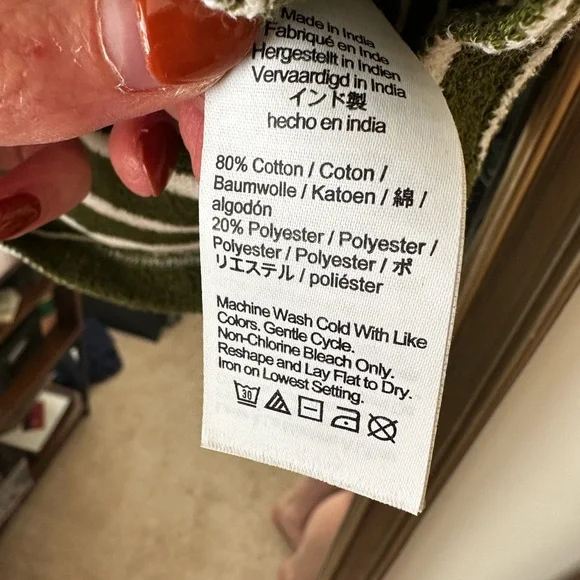 Made in India
Fabriqué en Inde
Hergestellt in Indien
Vervaardigd in India
インド製
hecho en india
80% Cotton / Coton /
Baumwolle / Katoen / 綿 /
algodón
20% Polyester / Polyester /
Polyester / Polyester / ポ
リエステル / poliéster
Machine Wash Cold With Like
Colors. Gentle Cycle.
Non-Chlorine Bleach Only.
Reshape and Lay Flat to Dry.
Iron on Lowest Setting.
30